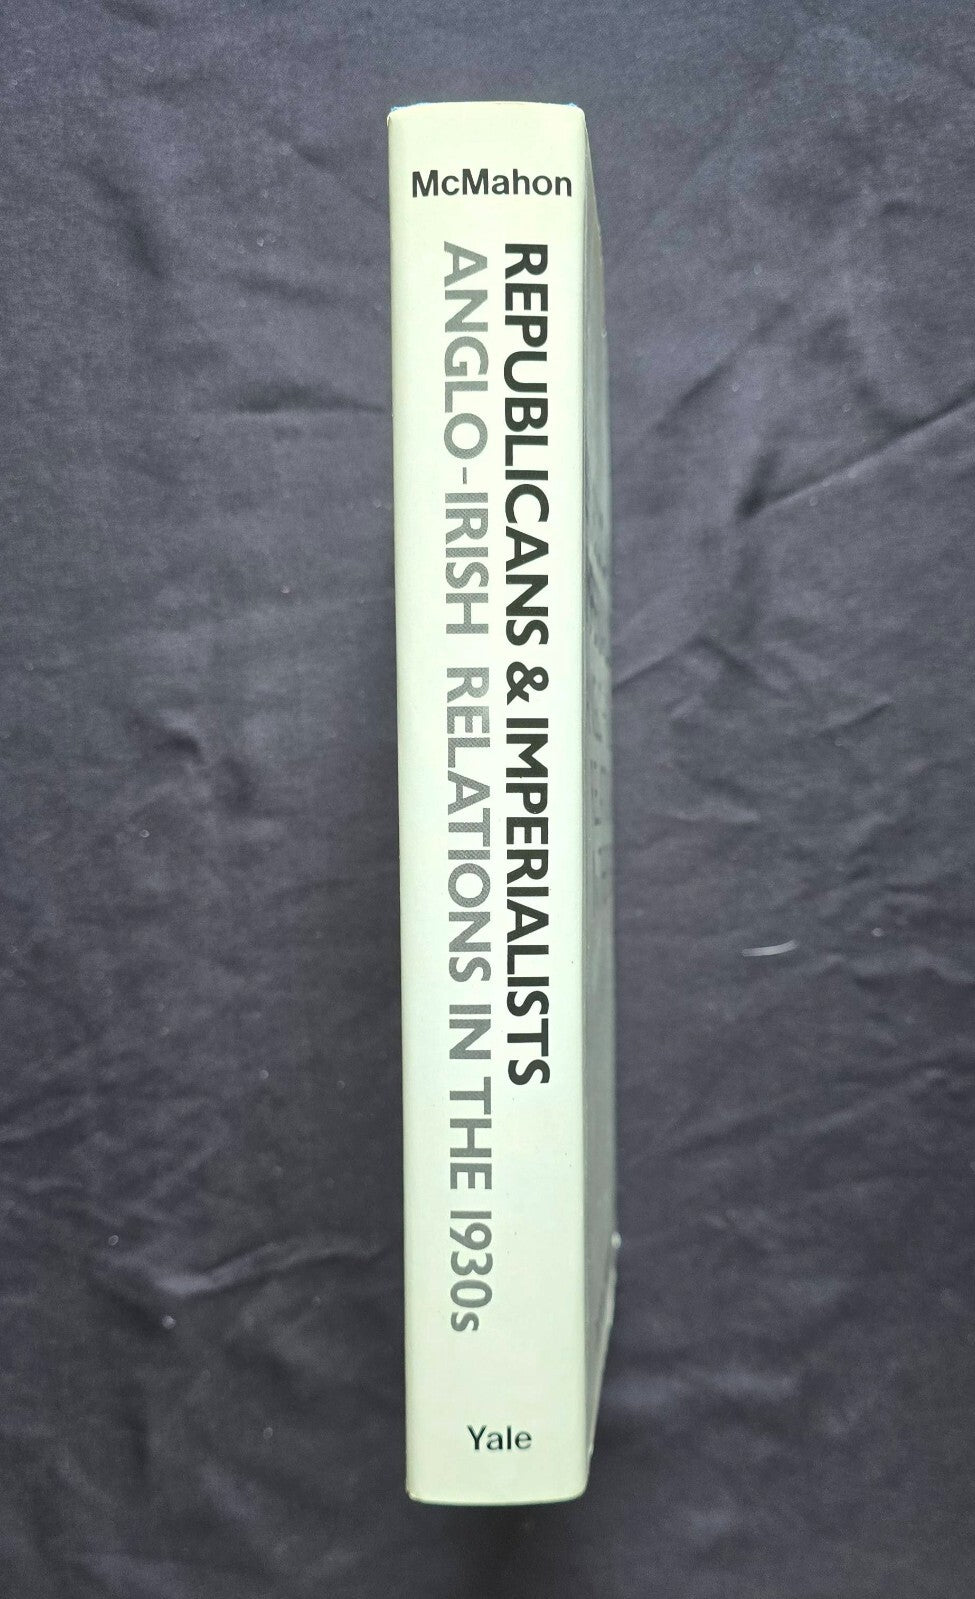 McMahon
REPUBLICANS & IMPERIALISTS
ANGLO-IRISH RELATIONS IN THE 1930s
Yale